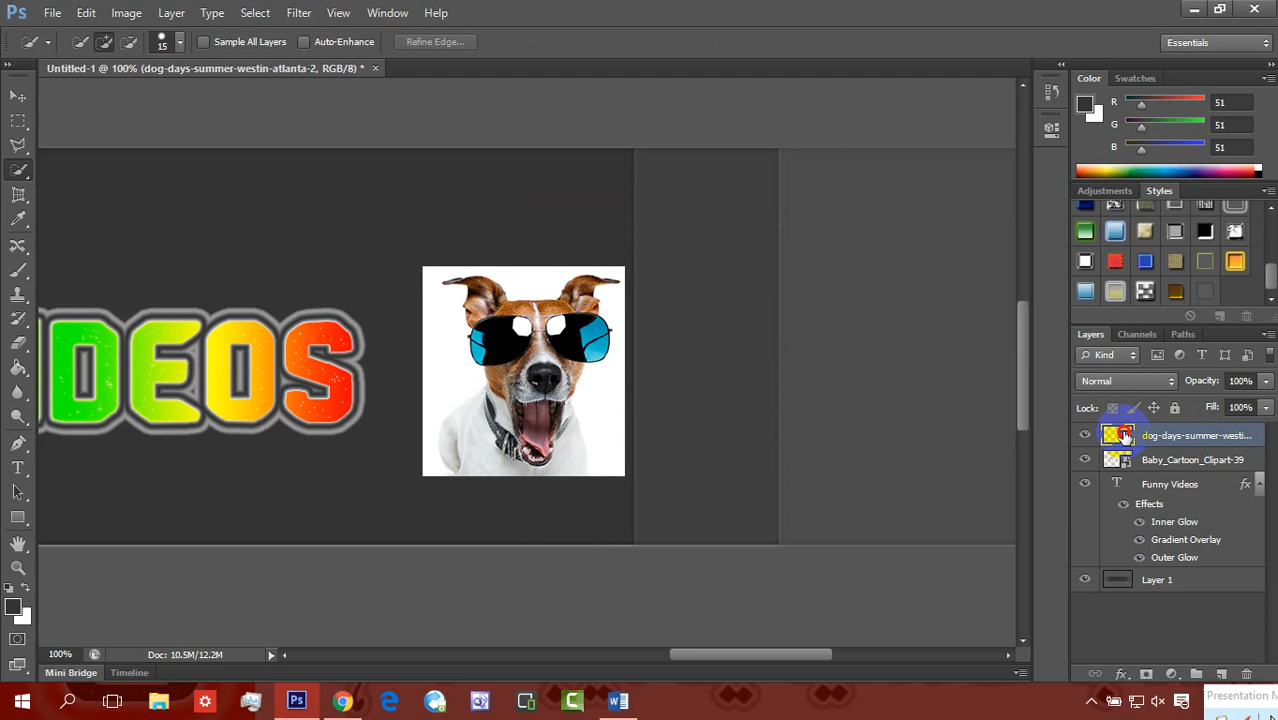 Ps File Edit Image Layer Type Select Filter View Window Help
15 Sample All Layers Auto-Enhance Refine Edge... Essentials
Untitled-1 @ 100% (dog-days-summer-westin-atlanta-2, RGB/8) * ×
Color Swatches
R 51
G 51
B 51
Adjustments Styles
DEOS
Layers Channels Paths
Kind
Normal Opacity: 100%
Lock: Fill: 100%
dog-days-summer-westi...
Baby_Cartoon_Clipart-39
T Funny Videos fx
Effects
Inner Glow
Gradient Overlay
Outer Glow
Layer 1
100% Doc: 10.5M/12.2M
Mini Bridge Timeline
Presentation M